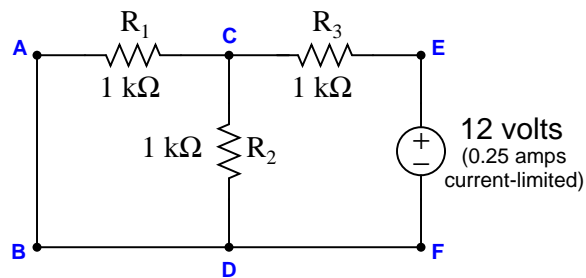 R₁
C
R₃
A
E
1 kΩ
1 kΩ
1 kΩ
R₂
+
−
12 volts
(0.25 amps
current-limited)
B
D
F